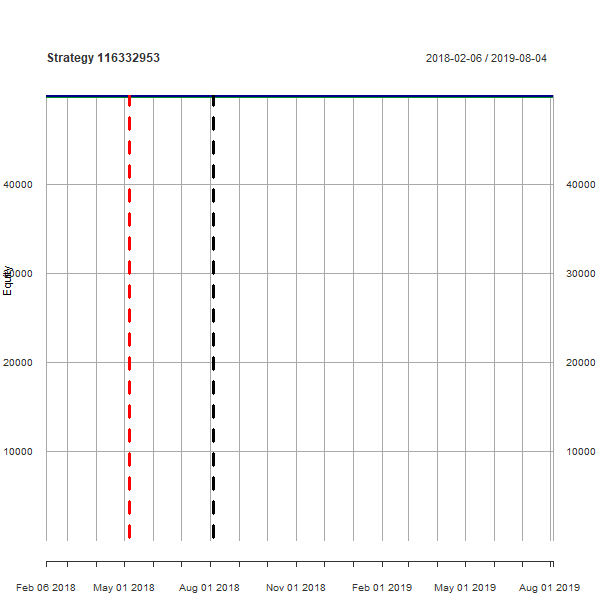 Strategy 116332953
2018-02-06 / 2019-08-04
40000
40000
Equity
30000
30000
20000
20000
10000
10000
Feb 06 2018
May 01 2018
Aug 01 2018
Nov 01 2018
Feb 01 2019
May 01 2019
Aug 01 2019